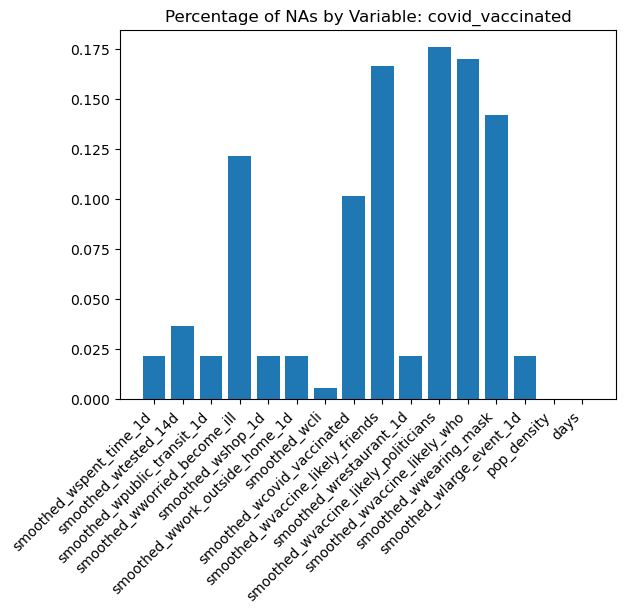 Percentage of NAs by Variable: covid_vaccinated
0.175
0.150
0.125
0.100
0.075
0.050
0.025
0.000
smoothed_wspent_time_1d
smoothed_wtested_14d
smoothed_wpublic_transit_1d
smoothed_wworried_become_ill
smoothed_wshop_1d
smoothed_wwork_outside_home_1d
smoothed_wcli
smoothed_wcovid_vaccinated
smoothed_wvaccine_likely_friends
smoothed_wrestaurant_1d
smoothed_wvaccine_likely_politicians
smoothed_wvaccine_likely_who
smoothed_wwearing_mask
smoothed_wlarge_event_1d
pop_density
days